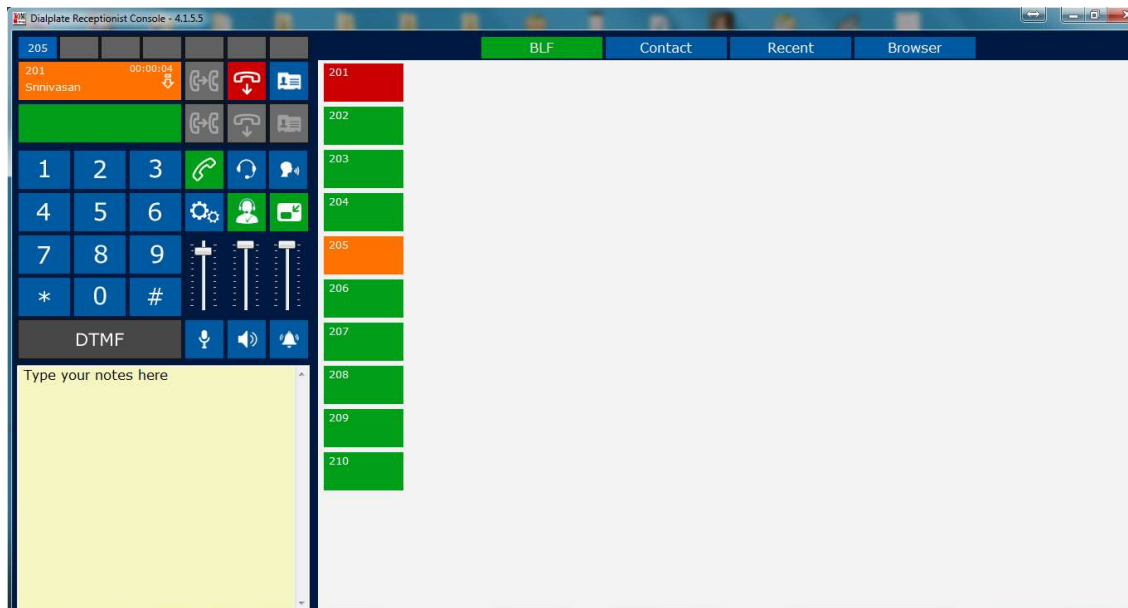 Dialplate Receptionist Console - 4.1.5.5
205
BLF Contact Recent Browser
201 00:00:04
Srinivasan
1 2 3
4 5 6
7 8 9
* 0 #
DTMF
Type your notes here
201
202
203
204
205
206
207
208
209
210